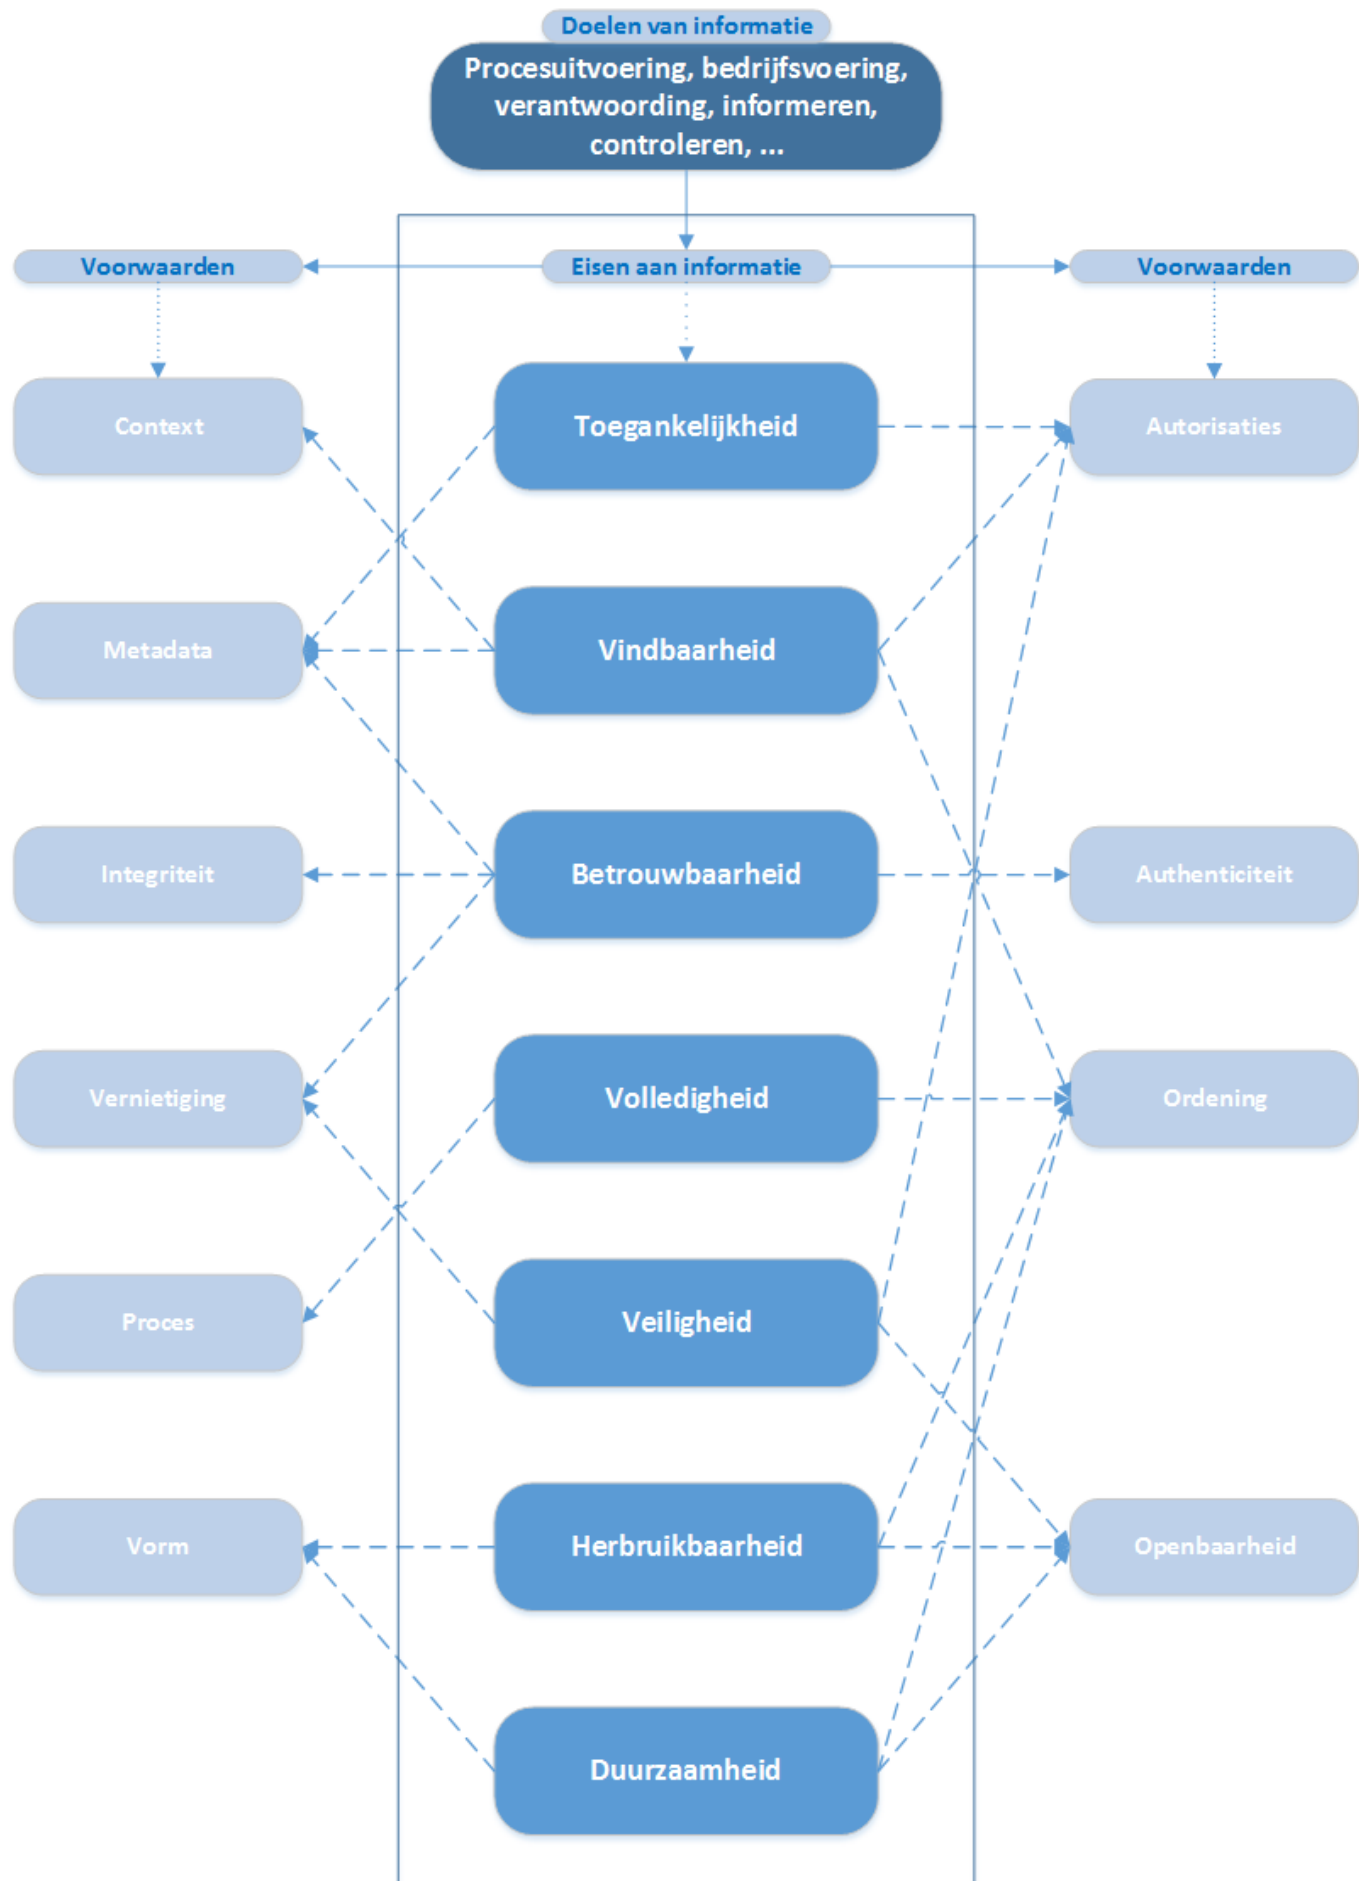 Doelen van informatie
Procesuitvoering, bedrijfsvoering,
verantwoording, informeren,
controleren, ...
Voorwaarden
Eisen aan informatie
Voorwaarden
Context
Toegankelijkheid
Autorisaties
Metadata
Vindbaarheid
Integriteit
Betrouwbaarheid
Authenticiteit
Vernietiging
Volledigheid
Ordening
Proces
Veiligheid
Vorm
Herbruikbaarheid
Openbaarheid
Duurzaamheid